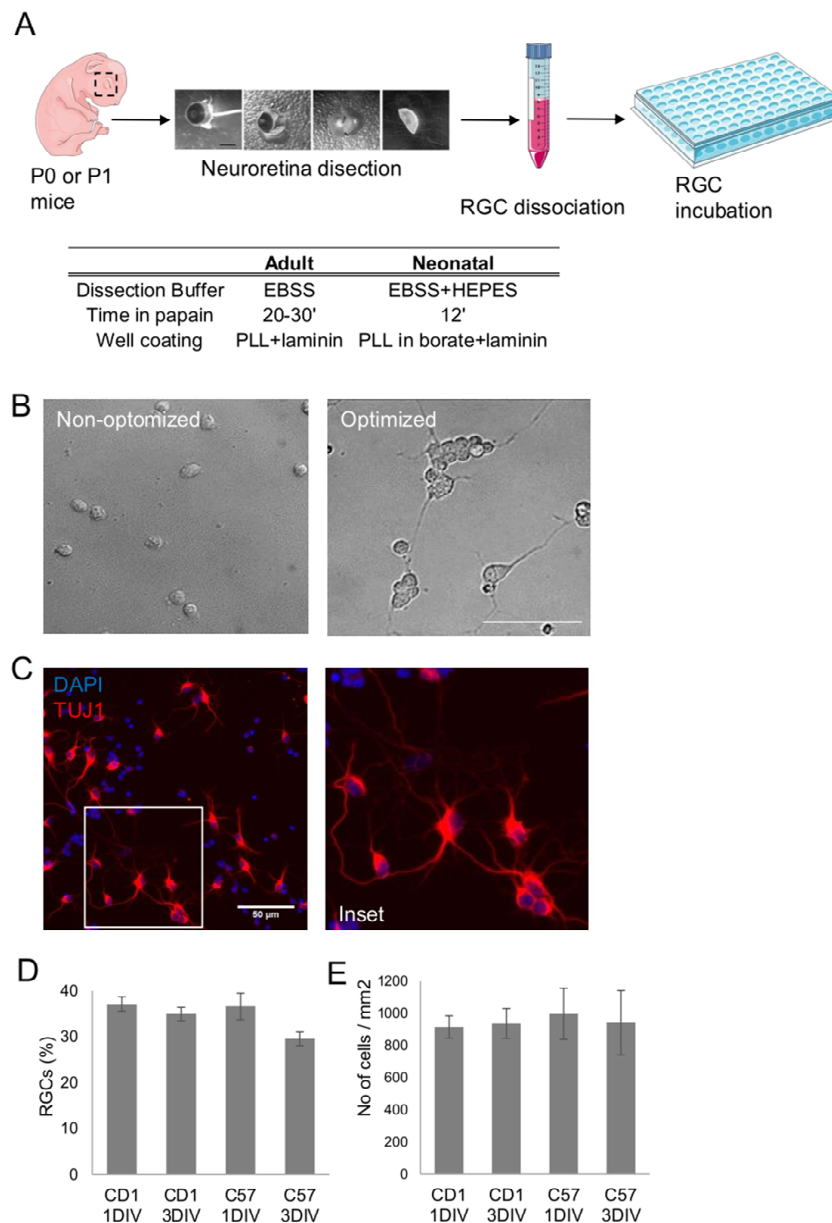 A
P0 or P1
mice
Neuroretina disection
RGC dissociation
RGC
incubation
Adult Neonatal
Dissection Buffer EBSS EBSS+HEPES
Time in papain 20-30' 12'
Well coating PLL+laminin PLL in borate+laminin
B
Non-optomized
Optimized
C
DAPI
TUJ1
50 µm
Inset
D
RGCs (%)
40
30
20
10
0
CD1
1DIV
CD1
3DIV
C57
1DIV
C57
3DIV
E
No of cells / mm2
1200
1000
800
600
400
200
0
CD1
1DIV
CD1
3DIV
C57
1DIV
C57
3DIV